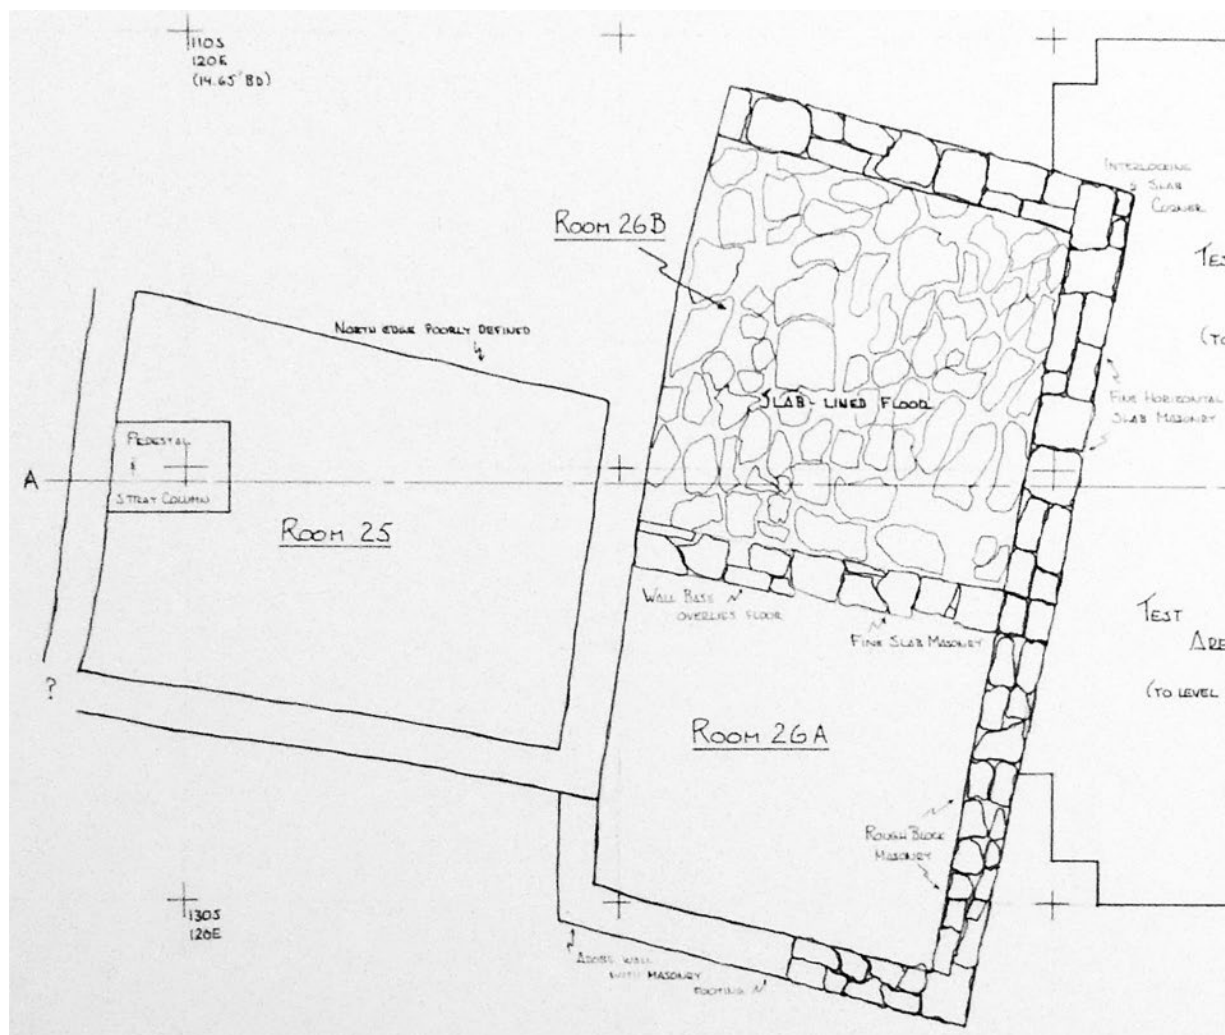 110S
120E
(14.65' BD)
INTERLOCKING
& SLAB
CORNER
ROOM 26B
TES
(TO
NORTH EDGE POORLY DEFINED
FINE HORIZONTAL
SLAB MASONRY
SLAB-LINED FLOOR
PEDESTAL
A
STRAT COLUMN
ROOM 25
WALL BASE
OVERLIES FLOOR
FINE SLAB MASONRY
TEST
ARE
(TO LEVEL
?
ROOM 26A
ROUGH BLOCK
MASONRY
130S
120E
ADOBE WALL
WITH MASONRY
FOOTING